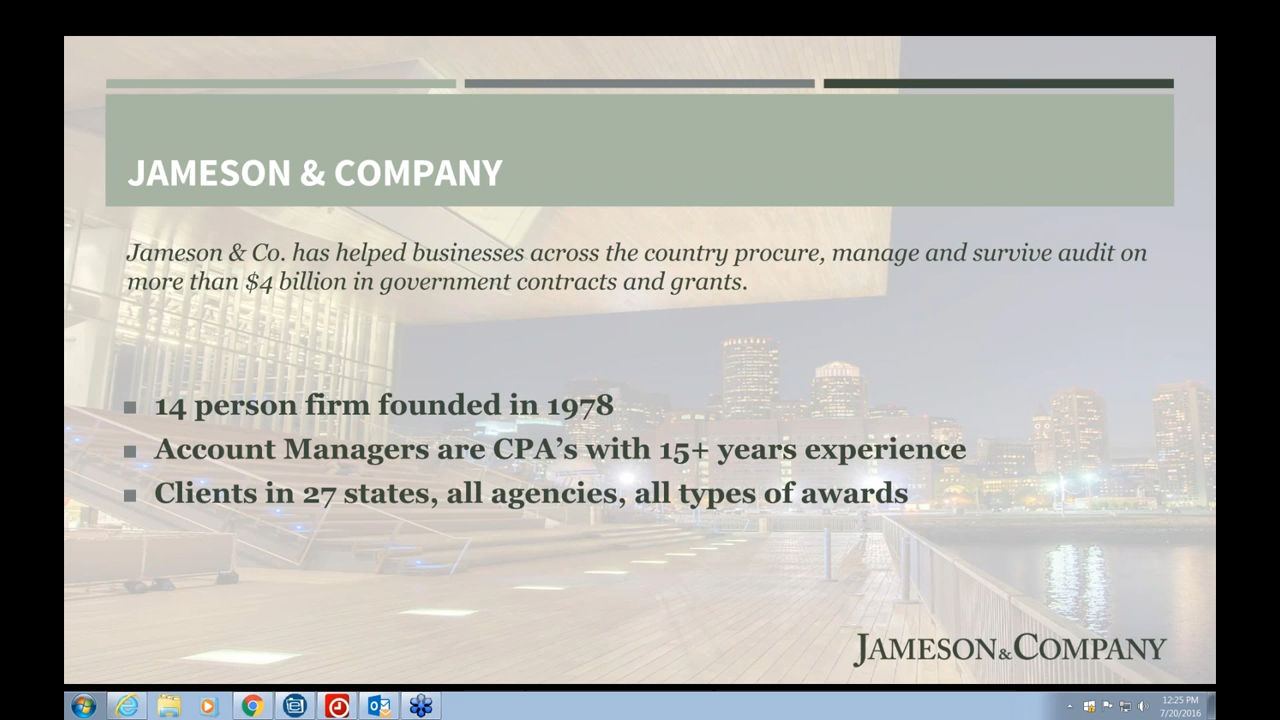 JAMESON & COMPANY
Jameson & Co. has helped businesses across the country procure, manage and survive audit on
more than $4 billion in government contracts and grants.
14 person firm founded in 1978
Account Managers are CPA’s with 15+ years experience
Clients in 27 states, all agencies, all types of awards
JAMESON&COMPANY
12:25 PM
7/20/2016